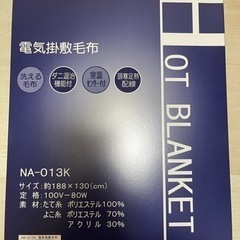 HOT BLANKET
電気掛敷毛布
洗える
毛布
ダニ退治
機能付
室温
センサー付
頭寒足熱
配線
NA-013K
サイズ：約188×130(cm)
定 格：100V－80W
素 材：たて糸 ポリエステル100%
よこ糸 ポリエステル 70%
アクリル 30%